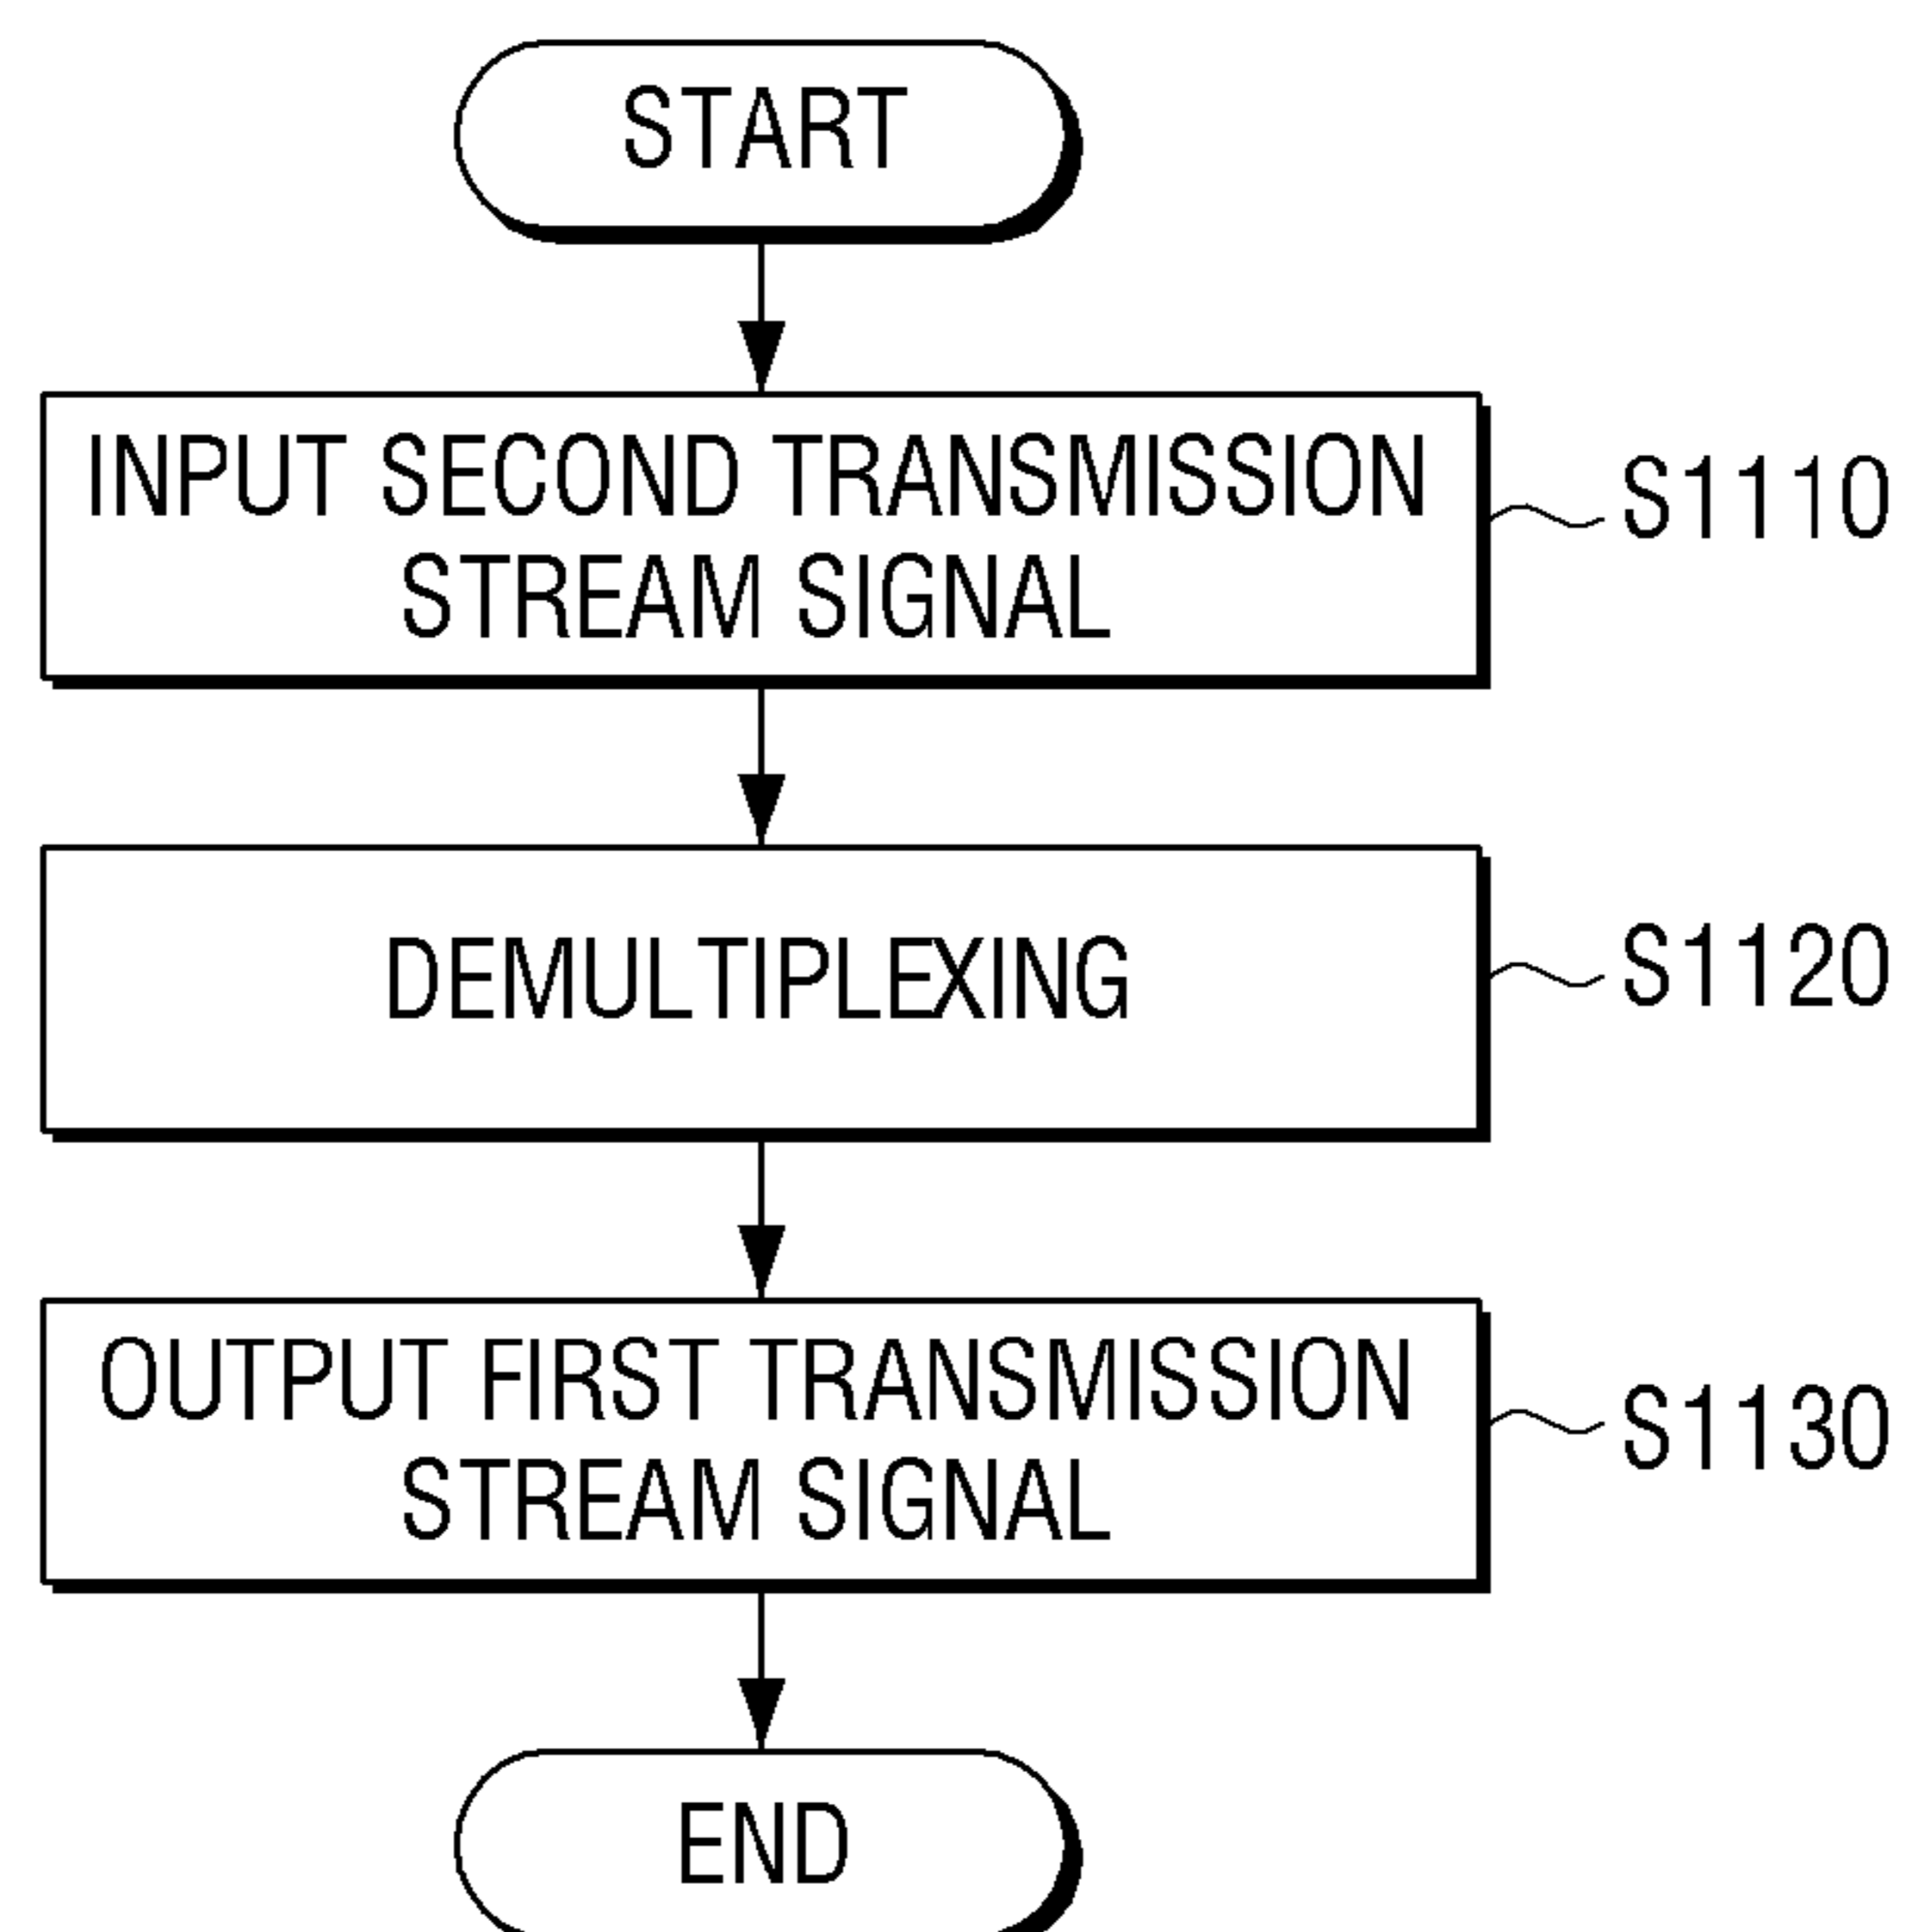 START
INPUT SECOND TRANSMISSION
STREAM SIGNAL
S1110
DEMULTIPLEXING
S1120
OUTPUT FIRST TRANSMISSION
STREAM SIGNAL
S1130
END